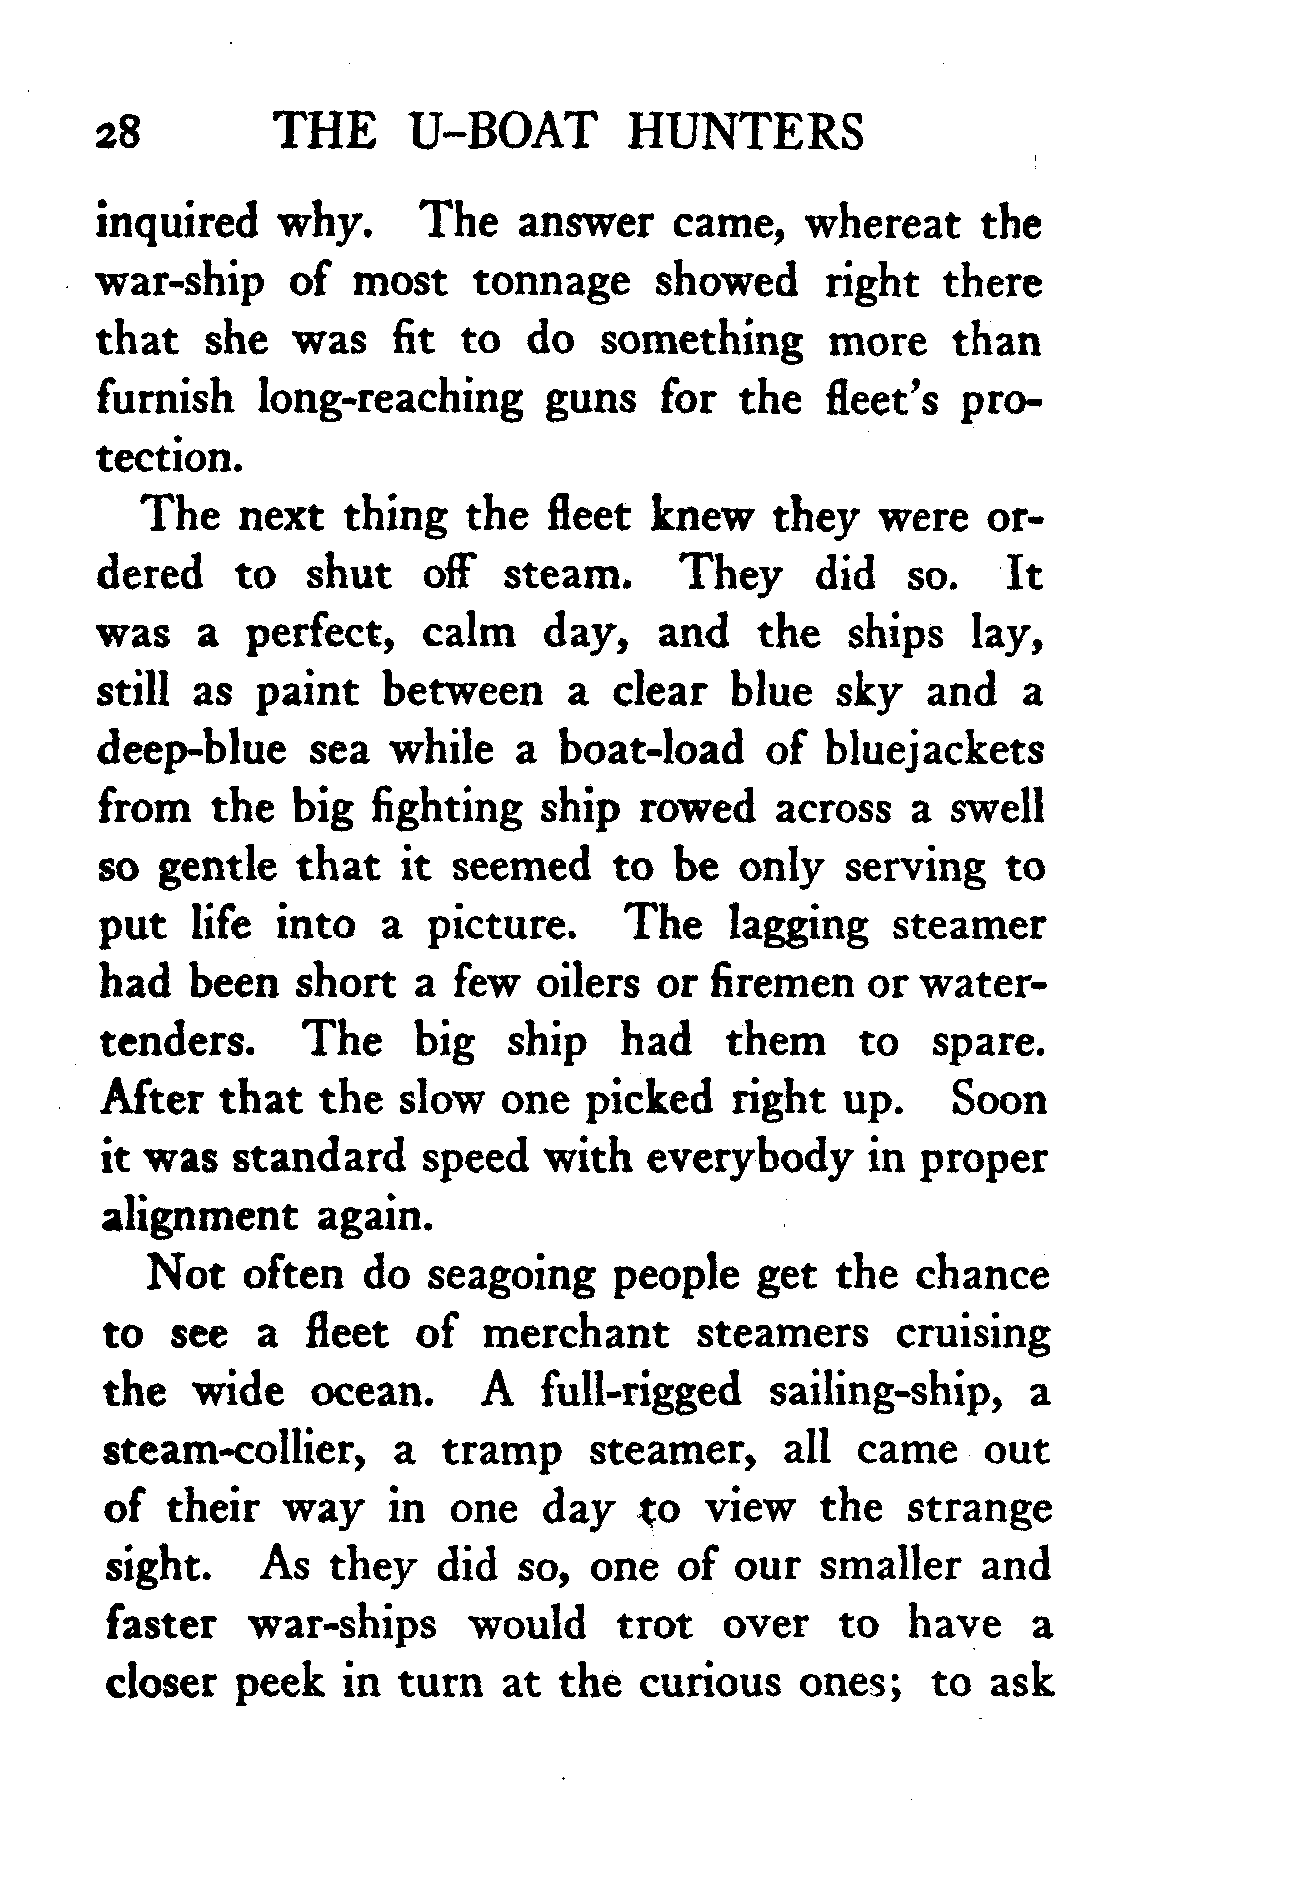 28 THE U-BOAT HUNTERS
inquired why. The answer came, whereat the
war-ship of most tonnage showed right there
that she was fit to do something more than
furnish long-reaching guns for the fleet's pro-
tection.
The next thing the fleet knew they were or-
dered to shut off steam. They did so. It
was a perfect, calm day, and the ships lay,
still as paint between a clear blue sky and a
deep-blue sea while a boat-load of bluejackets
from the big fighting ship rowed across a swell
so gentle that it seemed to be only serving to
put life into a picture. The lagging steamer
had been short a few oilers or firemen or water-
tenders. The big ship had them to spare.
After that the slow one picked right up. Soon
it was standard speed with everybody in proper
alignment again.
Not often do seagoing people get the chance
to see a fleet of merchant steamers cruising
the wide ocean. A full-rigged sailing-ship, a
steam-collier, a tramp steamer, all came out
of their way in one day to view the strange
sight. As they did so, one of our smaller and
faster war-ships would trot over to have a
closer peek in turn at the curious ones; to ask